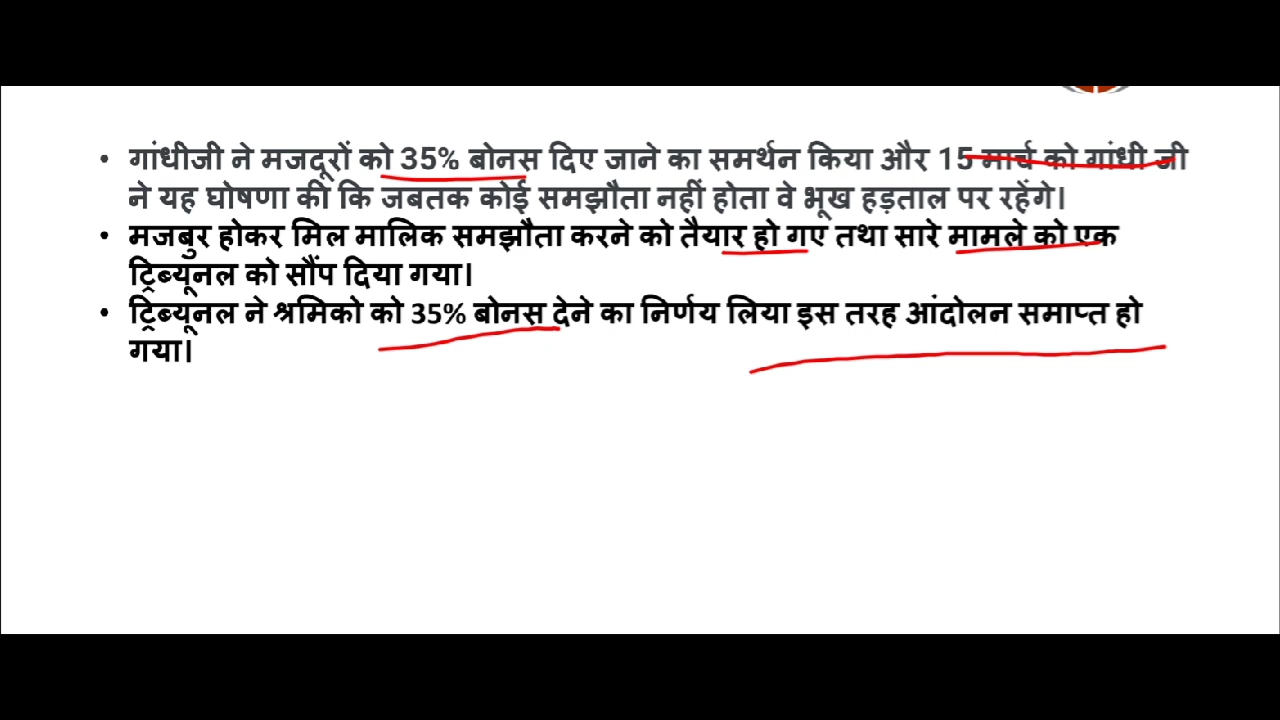 • गांधीजी ने मजदूरों को 35% बोनस दिए जाने का समर्थन किया और 15 मार्च को गांधी जी
ने यह घोषणा की कि जबतक कोई समझौता नहीं होता वे भूख हड़ताल पर रहेंगे।
• मजबुर होकर मिल मालिक समझौता करने को तैयार हो गए तथा सारे मामले को एक
ट्रिब्यूनल को सौंप दिया गया।
• ट्रिब्यूनल ने श्रमिको को 35% बोनस देने का निर्णय लिया इस तरह आंदोलन समाप्त हो
गया।